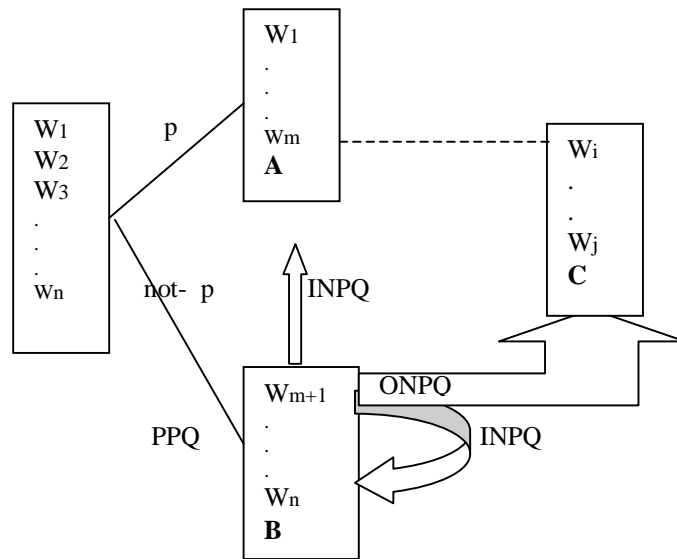 W1
.
.
.
Wm
A
p
W1
W2
W3
.
.
.
Wn
Wi
.
.
Wj
C
not- p
INPQ
PPQ
Wm+1
.
.
.
Wn
B
ONPQ
INPQ